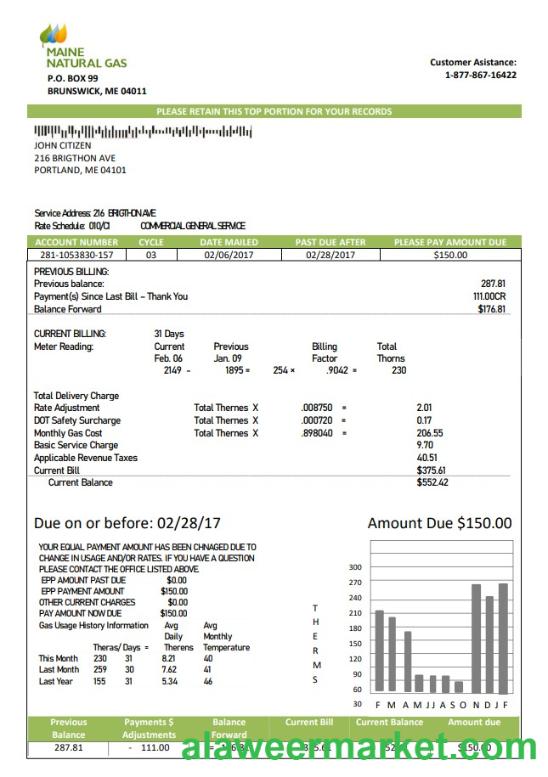 MAINE
NATURAL GAS
P.O. BOX 99
BRUNSWICK, ME 04011
Customer Asistance:
1-877-867-16422
PLEASE RETAIN THIS TOP PORTION FOR YOUR RECORDS
JOHN CITIZEN
216 BRIGTHON AVE
PORTLAND, ME 04101
Service Address: 216 BRIGTHON AVE
Rate Schedule: 010/C1 COMMERCIAL GENERAL SERVICE
ACCOUNT NUMBER CYCLE DATE MAILED PAST DUE AFTER PLEASE PAY AMOUNT DUE
281-1053830-157 03 02/06/2017 02/28/2017 $150.00
PREVIOUS BILLING:
Previous balance: 287.81
Payment(s) Since Last Bill – Thank You 111.00CR
Balance Forward $176.81
CURRENT BILLING: 31 Days
Meter Reading: Current Previous Billing Total
Feb. 06 Jan. 09 Factor Thorns
2149 – 1895 = 254 × .9042 = 230
Total Delivery Charge
Rate Adjustment Total Thernes X .008750 = 2.01
DOT Safety Surcharge Total Thernes X .000720 = 0.17
Monthly Gas Cost Total Thernes X .898040 = 206.55
Basic Service Charge 9.70
Applicable Revenue Taxes 40.51
Current Bill $375.61
Current Balance $552.42
Due on or before: 02/28/17 Amount Due $150.00
YOUR EQUAL PAYMENT AMOUNT HAS BEEN CHNAGED DUE TO
CHANGE IN USAGE AND/OR RATES. IF YOU HAVE A QUESTION
PLEASE CONTACT THE OFFICE LISTED ABOVE.
EPP AMOUNT PAST DUE $0.00
EPP PAYMENT AMOUNT $150.00
OTHER CURRENT CHARGES $0.00
PAY AMOUNT NOW DUE $150.00
Gas Usage History Information Avg Avg
Daily Monthly
Theras/ Days = Therens Temperature
This Month 230 31 8.21 40
Last Month 259 30 7.62 41
Last Year 155 31 5.34 46
T
H
E
R
M
S
300
270
240
210
180
150
120
90
60
30
F M A M J J A S O N D J F
Previous Payments $ Balance Current Bill Current Balance Amount due
Balance Adjustments Forward
287.81 - 111.00 = $150.00
alaweermarket.com